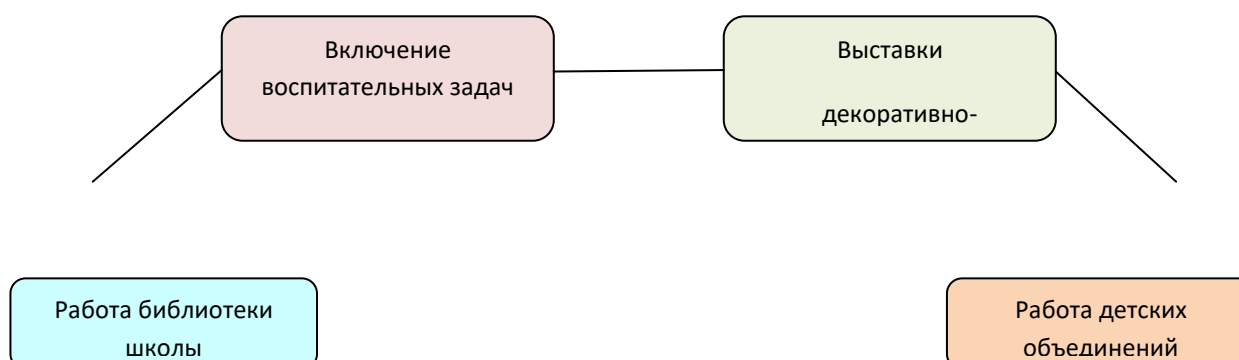 Включение
воспитательных задач
Выставки
декоративно-
Работа библиотеки
школы
Работа детских
объединений